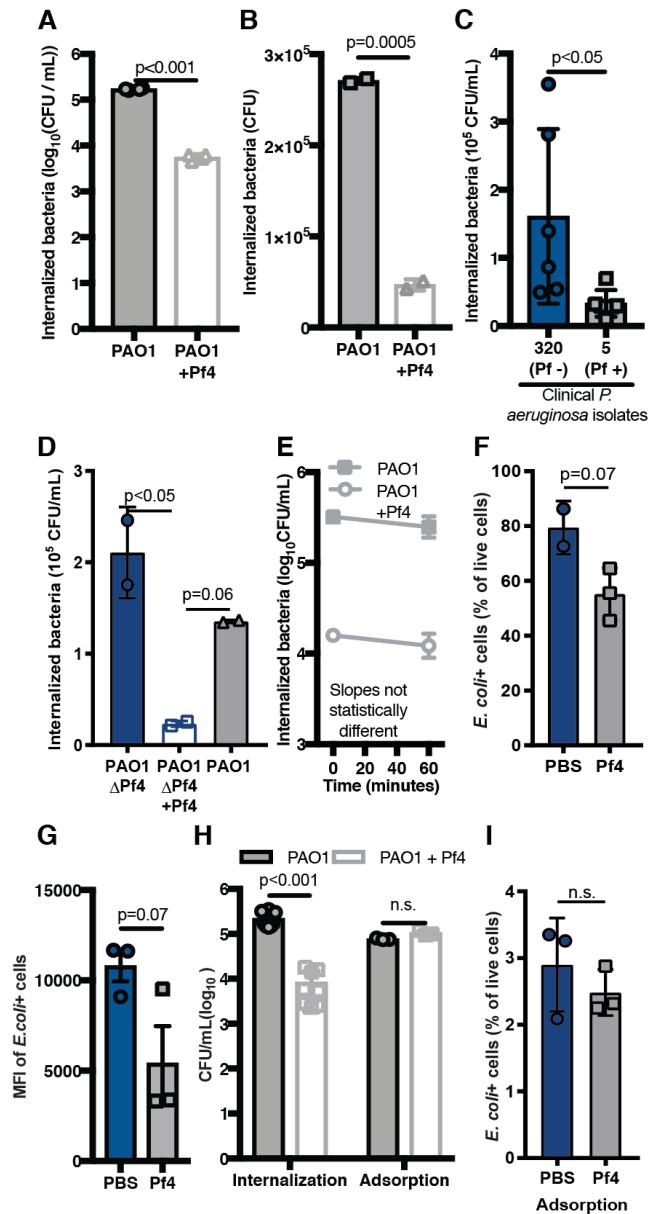 A
Internalized bacteria (log10(CFU / mL))
6
5
4
3
2
1
0
p<0.001
PAO1
PAO1
+Pf4
B
Internalized bacteria (CFU)
3×10^5
2×10^5
1×10^5
0
p=0.0005
PAO1
PAO1
+Pf4
C
Internalized bacteria (10^5 CFU/mL)
4
3
2
1
0
p<0.05
320
(Pf -)
5
(Pf +)
Clinical P.
aeruginosa isolates
D
Internalized bacteria (10^5 CFU/mL)
3
2
1
0
p<0.05
p=0.06
PAO1
ΔPf4
PAO1
ΔPf4
+Pf4
PAO1
E
Internalized bacteria (log10CFU/mL)
6
5
4
3
PAO1
PAO1
+Pf4
Slopes not
statistically
different
0 20 40 60
Time (minutes)
F
E. coli+ cells (% of live cells)
100
80
60
40
20
0
p=0.07
PBS
Pf4
G
MFI of E.coli+ cells
15000
10000
5000
0
p=0.07
PBS
Pf4
H
PAO1
PAO1 + Pf4
CFU/mL(log10)
6
5
4
3
2
1
0
p<0.001
n.s.
Internalization
Adsorption
I
E. coli+ cells (% of live cells)
4
3
2
1
0
n.s.
PBS
Pf4
Adsorption